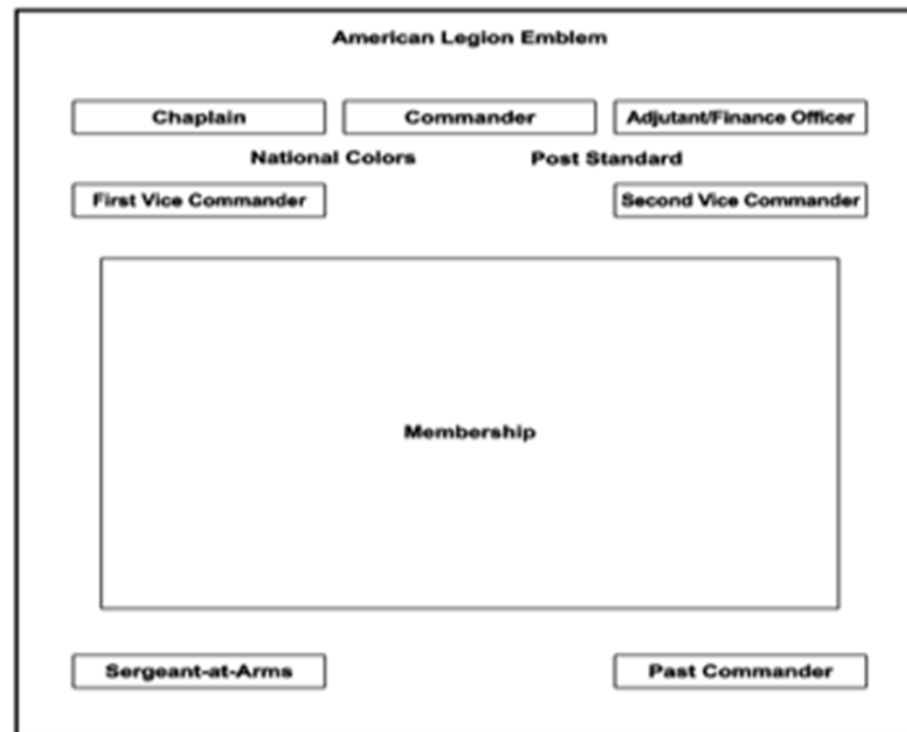 American Legion Emblem
Chaplain Commander Adjutant/Finance Officer
National Colors Post Standard
First Vice Commander Second Vice Commander
Membership
Sergeant-at-Arms Past Commander